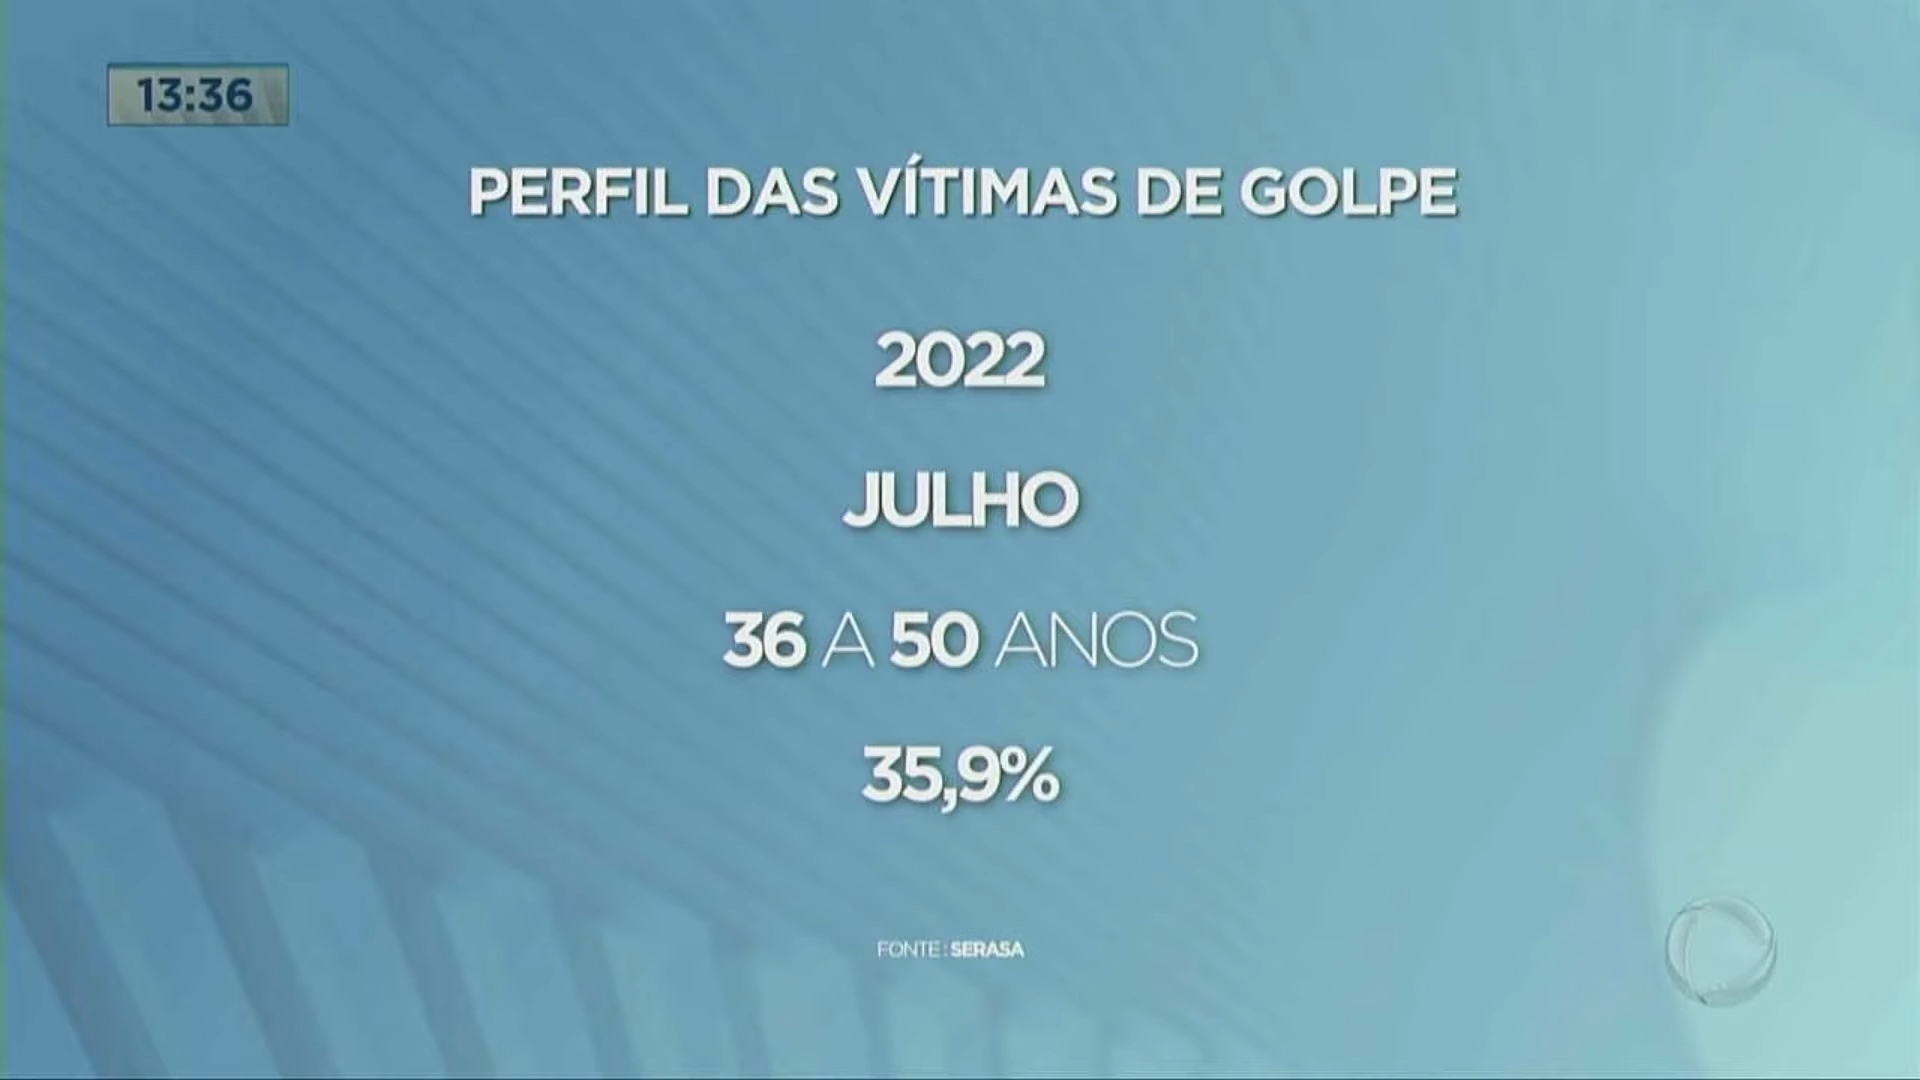 13:36
PERFIL DAS VÍTIMAS DE GOLPE
2022
JULHO
36 A 50 ANOS
35,9%
FONTE: SERASA